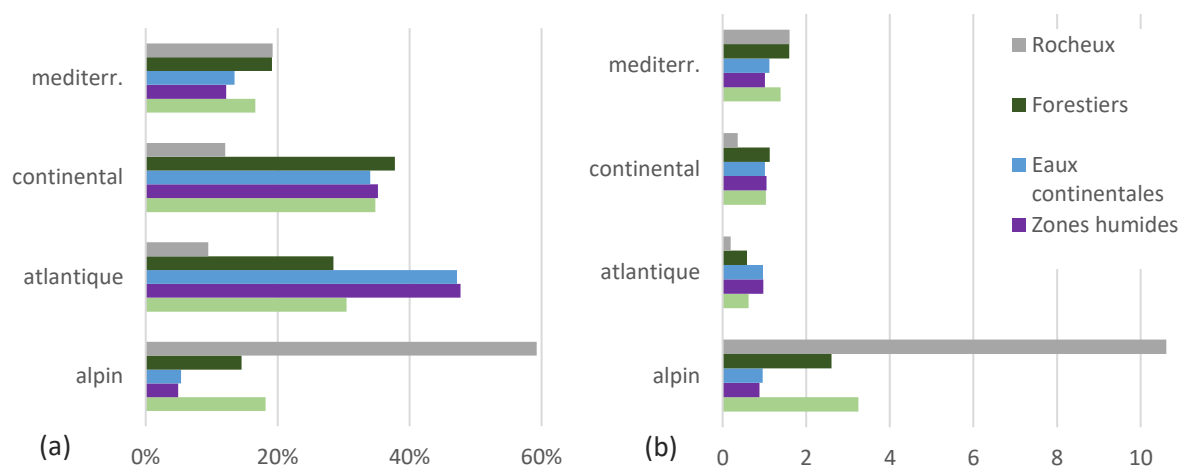 mediterr.
continental
atlantique
alpin
(a)
0%
20%
40%
60%
mediterr.
continental
atlantique
alpin
(b)
0
2
4
6
8
10
Rocheux
Forestiers
Eaux
continentales
Zones humides